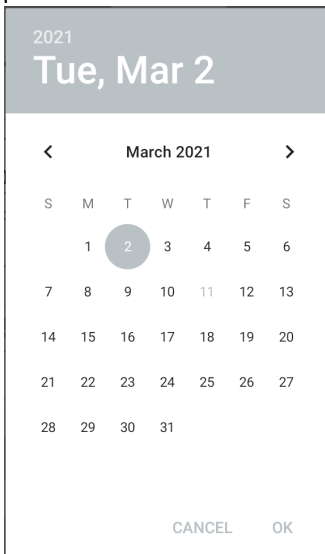 2021
Tue, Mar 2
March 2021
S M T W T F S
1 2 3 4 5 6
7 8 9 10 11 12 13
14 15 16 17 18 19 20
21 22 23 24 25 26 27
28 29 30 31
CANCEL OK